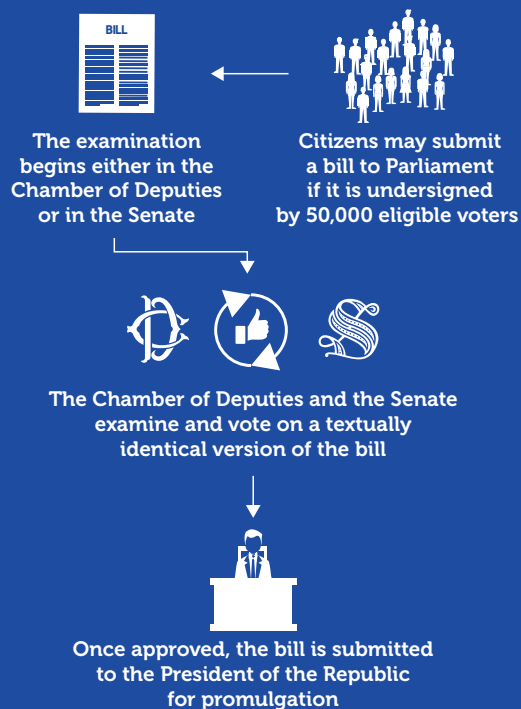 BILL
Citizens may submit
a bill to Parliament
if it is undersigned
by 50,000 eligible voters
The examination
begins either in the
Chamber of Deputies
or in the Senate
CD
S
The Chamber of Deputies and the Senate
examine and vote on a textually
identical version of the bill
Once approved, the bill is submitted
to the President of the Republic
for promulgation